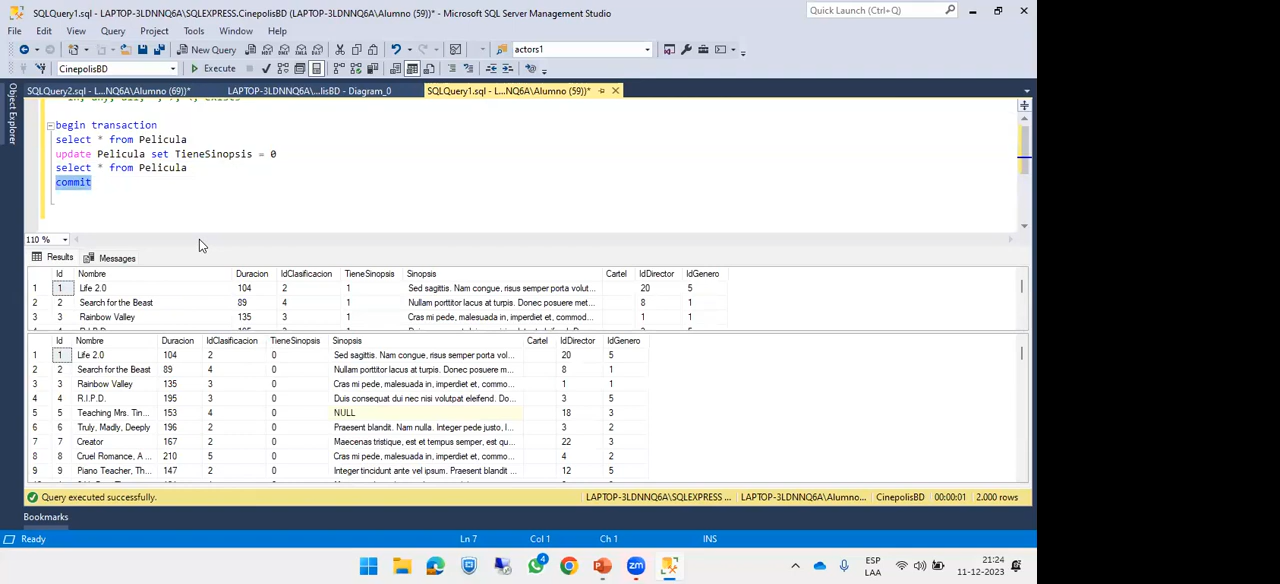 SQLQuery1.sql - LAPTOP-3LDNNQ6A\SQLEXPRESS.CinepolisBD (LAPTOP-3LDNNQ6A\Alumno (59))* - Microsoft SQL Server Management Studio
Quick Launch (Ctrl+Q)
File Edit View Query Project Tools Window Help
New Query
actors1
CinepolisBD
Execute
Object Explorer
SQLQuery2.sql - L...NQ6A\Alumno (69))*
LAPTOP-3LDNNQ6A\...lisBD - Diagram_0
SQLQuery1.sql - L...NQ6A\Alumno (59))*
begin transaction
select * from Pelicula
update Pelicula set TieneSinopsis = 0
select * from Pelicula
commit
110 %
Results Messages
Id Nombre Duracion IdClasificacion TieneSinopsis Sinopsis Cartel IdDirector IdGenero
1 1 Life 2.0 104 2 1 Sed sagittis. Nam congue, risus semper porta volut... 20 5
2 2 Search for the Beast 89 4 1 Nullam porttitor lacus at turpis. Donec posuere met... 8 1
3 3 Rainbow Valley 135 3 1 Cras mi pede, malesuada in, imperdiet et, commod... 1 1
Id Nombre Duracion IdClasificacion TieneSinopsis Sinopsis Cartel IdDirector IdGenero
1 1 Life 2.0 104 2 0 Sed sagittis. Nam congue, risus semper porta vol... 20 5
2 2 Search for the Beast 89 4 0 Nullam porttitor lacus at turpis. Donec posuere m... 8 1
3 3 Rainbow Valley 135 3 0 Cras mi pede, malesuada in, imperdiet et, commo... 1 1
4 4 R.I.P.D. 195 3 0 Duis consequat dui nec nisi volutpat eleifend. Do... 3 5
5 5 Teaching Mrs. Tin... 153 4 0 NULL 18 3
6 6 Truly, Madly, Deeply 196 2 0 Praesent blandit. Nam nulla. Integer pede justo, l... 3 2
7 7 Creator 167 2 0 Maecenas tristique, est et tempus semper, est qu... 22 3
8 8 Cruel Romance, A ... 210 5 0 Cras mi pede, malesuada in, imperdiet et, commo... 4 2
9 9 Piano Teacher, Th... 147 2 0 Integer tincidunt ante vel ipsum. Praesent blandit ... 12 5
Query executed successfully.
LAPTOP-3LDNNQ6A\SQLEXPRESS ... LAPTOP-3LDNNQ6A\Alumno... CinepolisBD 00:00:01 2,000 rows
Bookmarks
Ready Ln 7 Col 1 Ch 1 INS
4
zm
ESP
LAA
21:24
11-12-2023